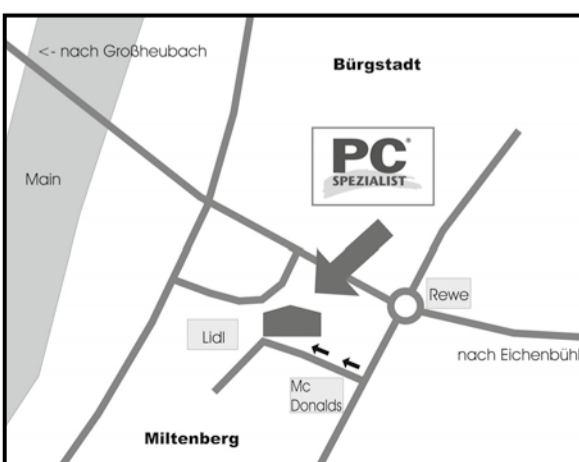 <- nach Großheubach
Bürgstadt
PC
SPEZIALIST
Main
Rewe
Lidl
nach Eichenbühl
Mc
Donalds
Miltenberg